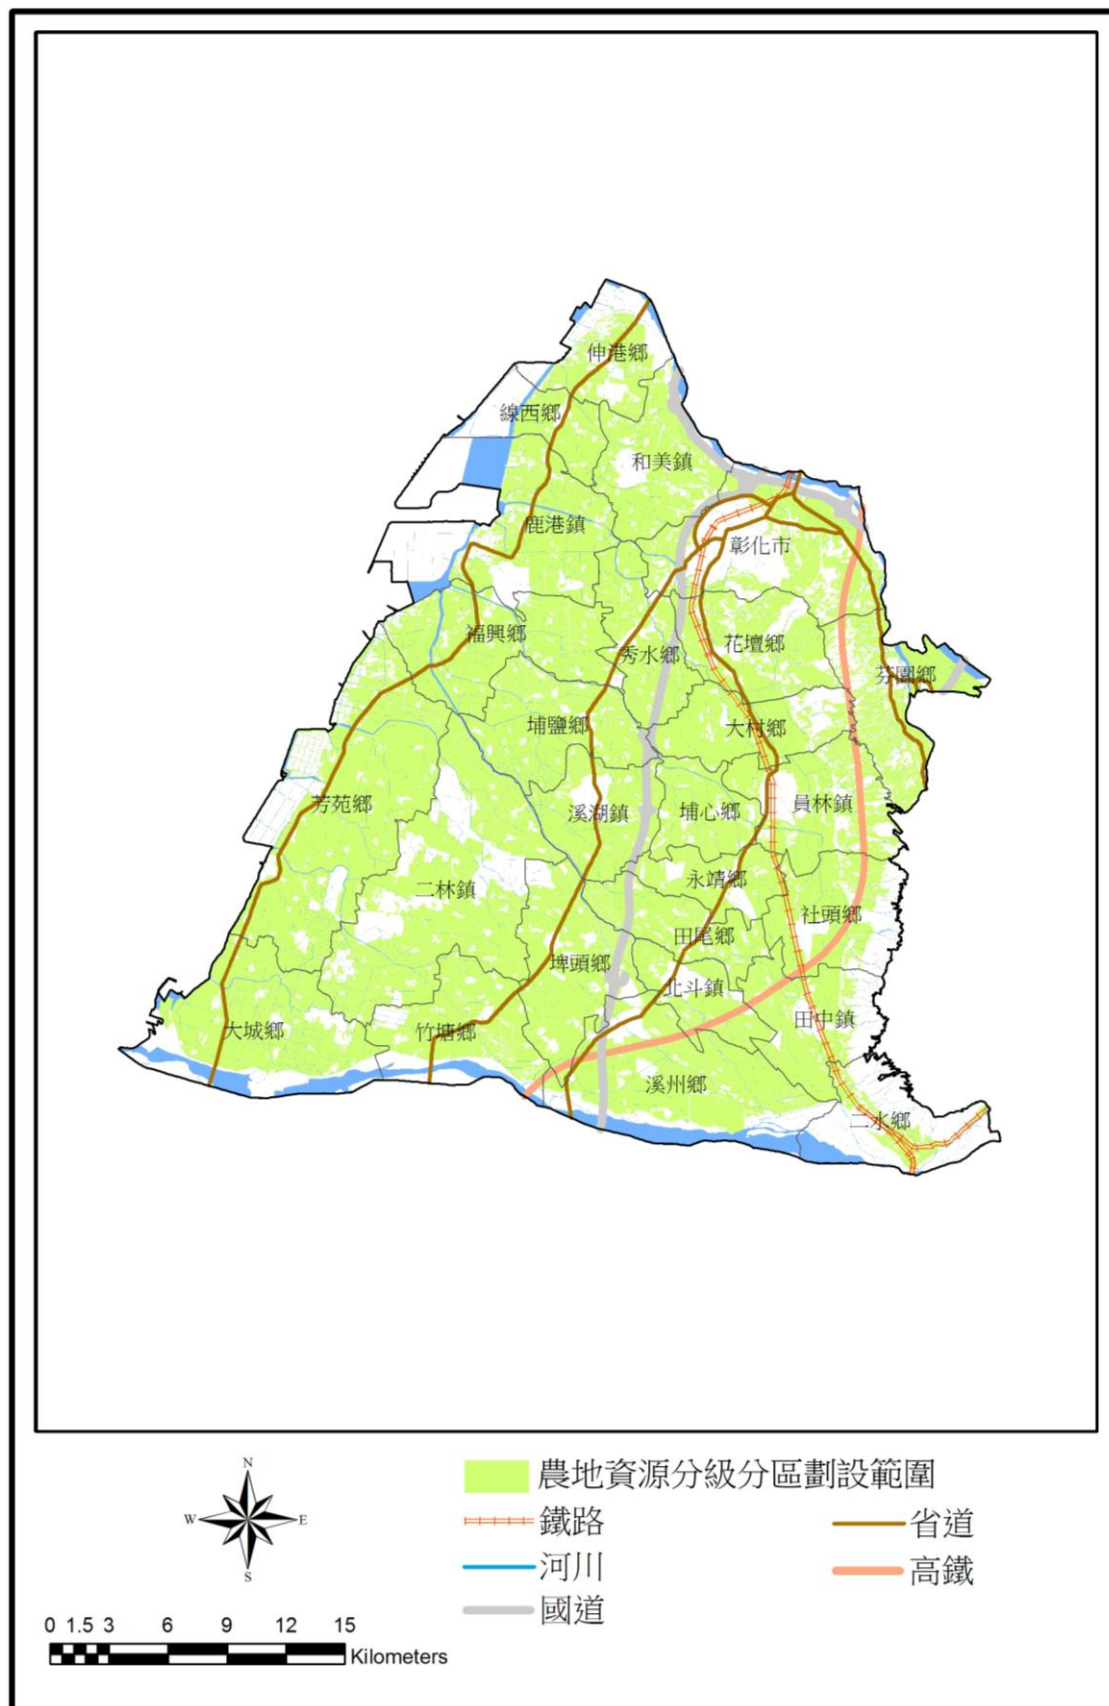 伸港鄉
線西鄉
和美鎮
鹿港鎮
彰化市
福興鄉
秀水鄉
花壇鄉
芬園鄉
埔鹽鄉
大村鄉
芳苑鄉
溪湖鎮
埔心鄉
員林鎮
二林鎮
永靖鄉
社頭鄉
田尾鄉
埤頭鄉
北斗鎮
田中鎮
大城鄉
竹塘鄉
溪州鄉
二水鄉
N
W E
S
農地資源分級分區劃設範圍
鐵路 省道
河川 高鐵
國道
0 1.5 3 6 9 12 15
Kilometers